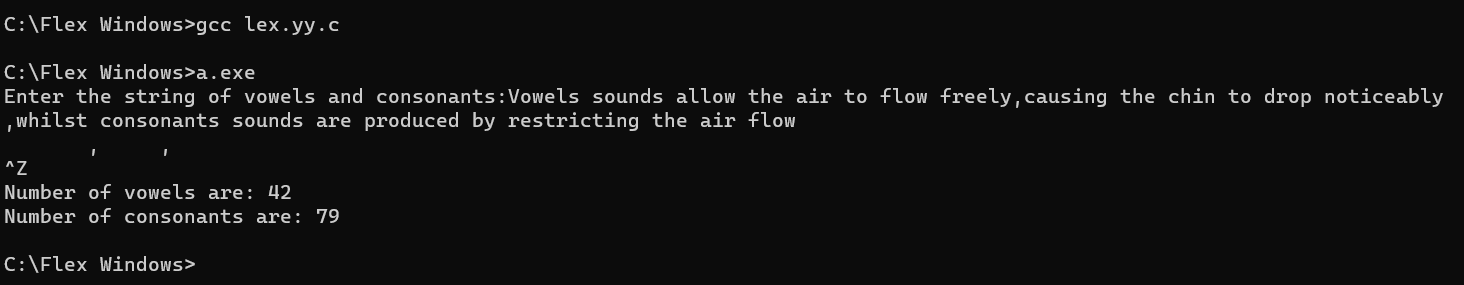 C:\Flex Windows>gcc lex.yy.c
C:\Flex Windows>a.exe
Enter the string of vowels and consonants:Vowels sounds allow the air to flow freely,causing the chin to drop noticeably
,whilst consonants sounds are produced by restricting the air flow
, ,
^Z
Number of vowels are: 42
Number of consonants are: 79
C:\Flex Windows>